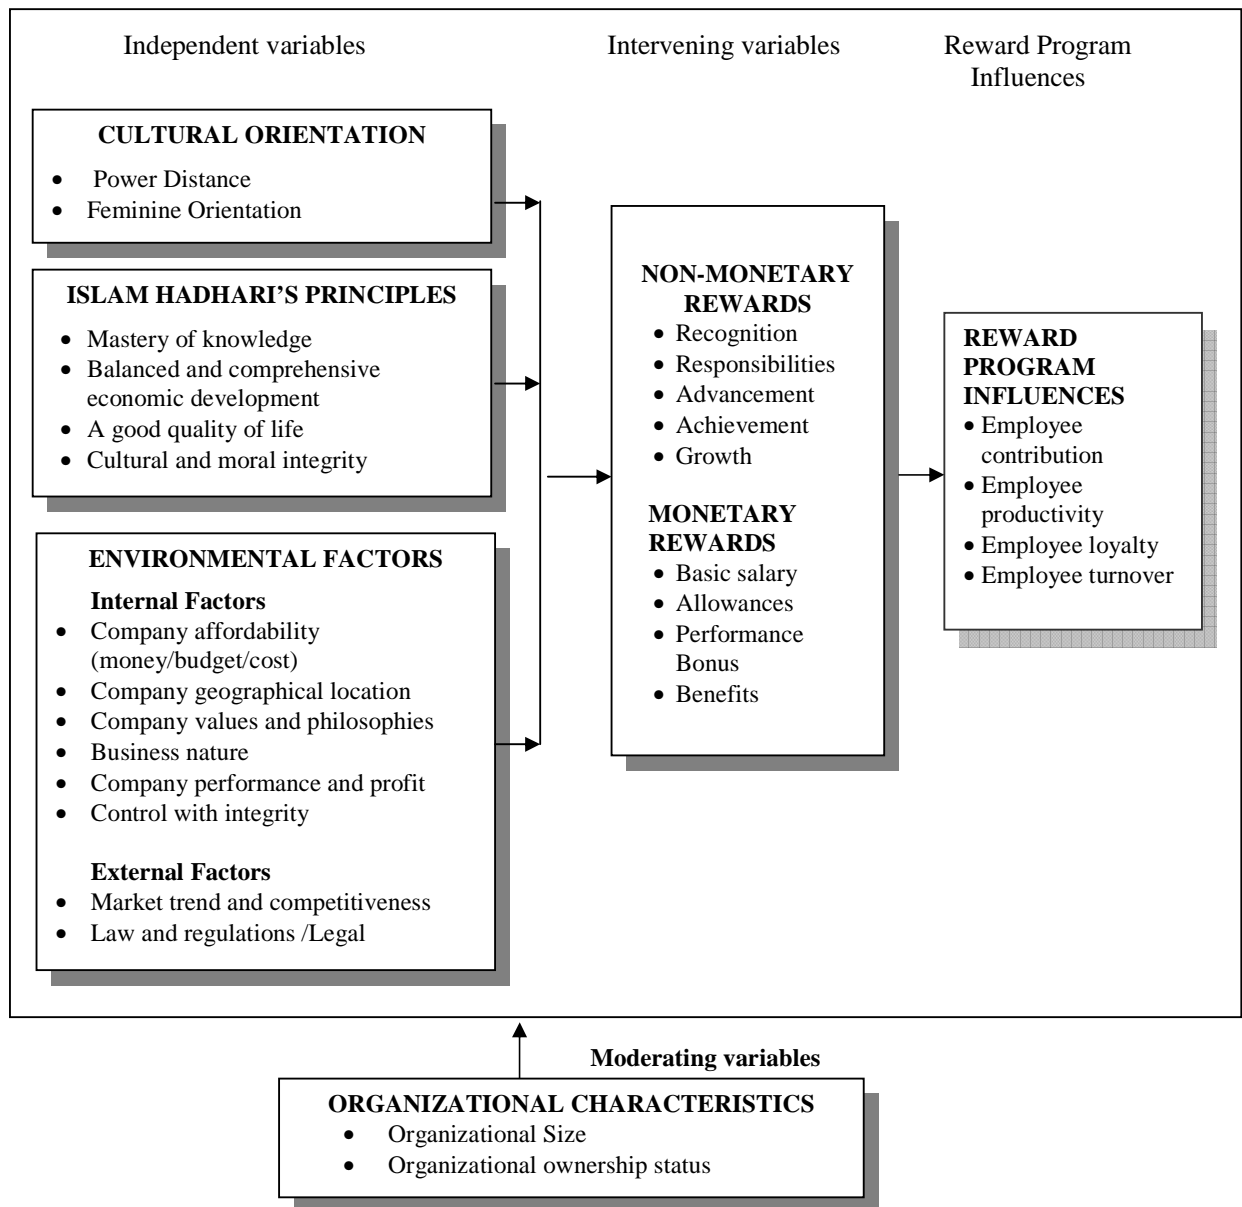 Independent variables
Intervening variables
Reward Program
Influences
CULTURAL ORIENTATION
• Power Distance
• Feminine Orientation
ISLAM HADHARI’S PRINCIPLES
• Mastery of knowledge
• Balanced and comprehensive
economic development
• A good quality of life
• Cultural and moral integrity
ENVIRONMENTAL FACTORS
Internal Factors
• Company affordability
(money/budget/cost)
• Company geographical location
• Company values and philosophies
• Business nature
• Company performance and profit
• Control with integrity
External Factors
• Market trend and competitiveness
• Law and regulations /Legal
NON-MONETARY
REWARDS
• Recognition
• Responsibilities
• Advancement
• Achievement
• Growth
MONETARY
REWARDS
• Basic salary
• Allowances
• Performance
Bonus
• Benefits
REWARD
PROGRAM
INFLUENCES
• Employee
contribution
• Employee
productivity
• Employee loyalty
• Employee turnover
Moderating variables
ORGANIZATIONAL CHARACTERISTICS
• Organizational Size
• Organizational ownership status